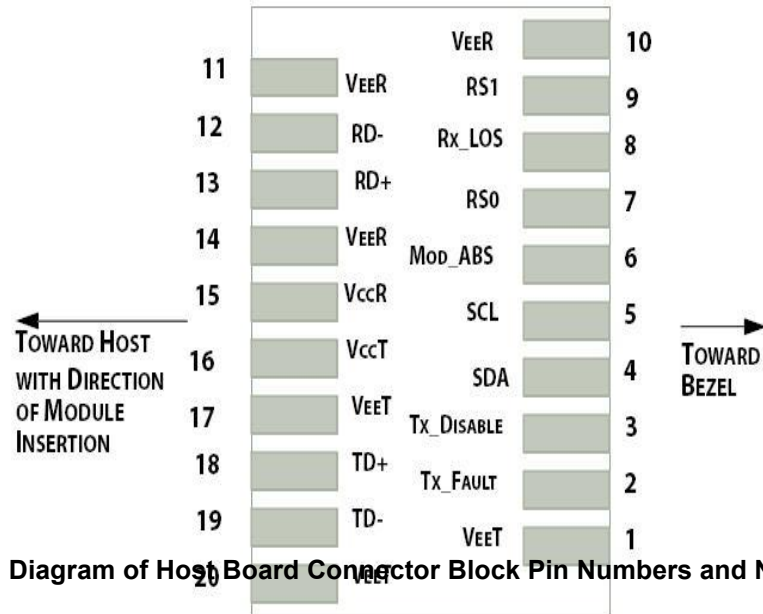 VEER 10
11 VEER
RS1 9
12 RD-
Rx_LOS 8
13 RD+
RS0 7
14 VEER
MOD_ABS 6
15 VccR
SCL 5
TOWARD HOST
WITH DIRECTION
OF MODULE
INSERTION
16 VccT
SDA 4
TOWARD
BEZEL
17 VEET
TX_DISABLE 3
18 TD+
TX_FAULT 2
19 TD-
VEET 1
20 VEET
Diagram of Host Board Connector Block Pin Numbers and N